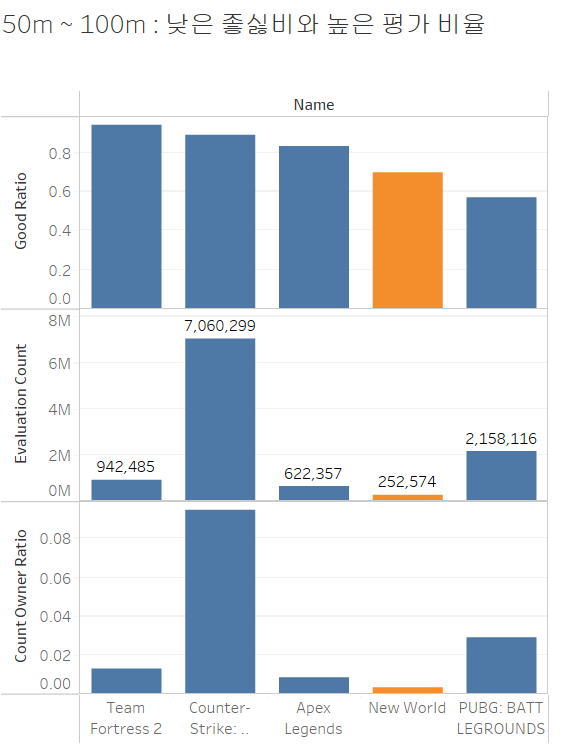 50m ~ 100m : 낮은 좋싫비와 높은 평가 비율
Name
Good Ratio
0.8
0.6
0.4
0.2
0.0
Evaluation Count
8M
6M
4M
2M
0M
942,485
7,060,299
622,357
252,574
2,158,116
Count Owner Ratio
0.08
0.06
0.04
0.02
0.00
Team
Fortress 2
Counter-
Strike: ..
Apex
Legends
New World
PUBG: BATT
LEGROUNDS